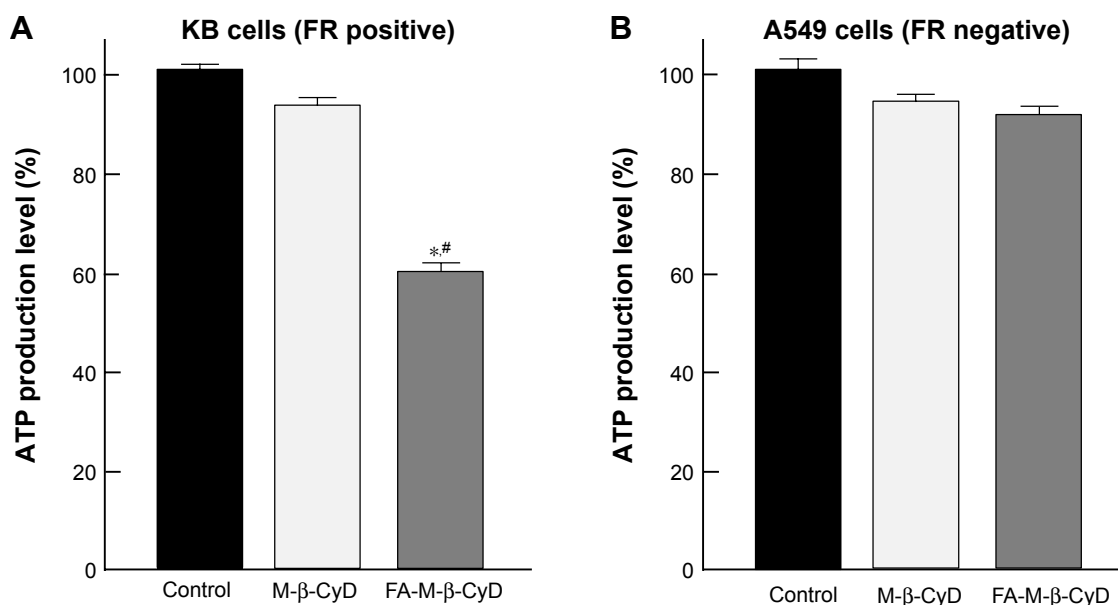 A
KB cells (FR positive)
ATP production level (%)
100
80
60
40
20
0
*,#
Control
M-β-CyD
FA-M-β-CyD
B
A549 cells (FR negative)
ATP production level (%)
100
80
60
40
20
0
Control
M-β-CyD
FA-M-β-CyD